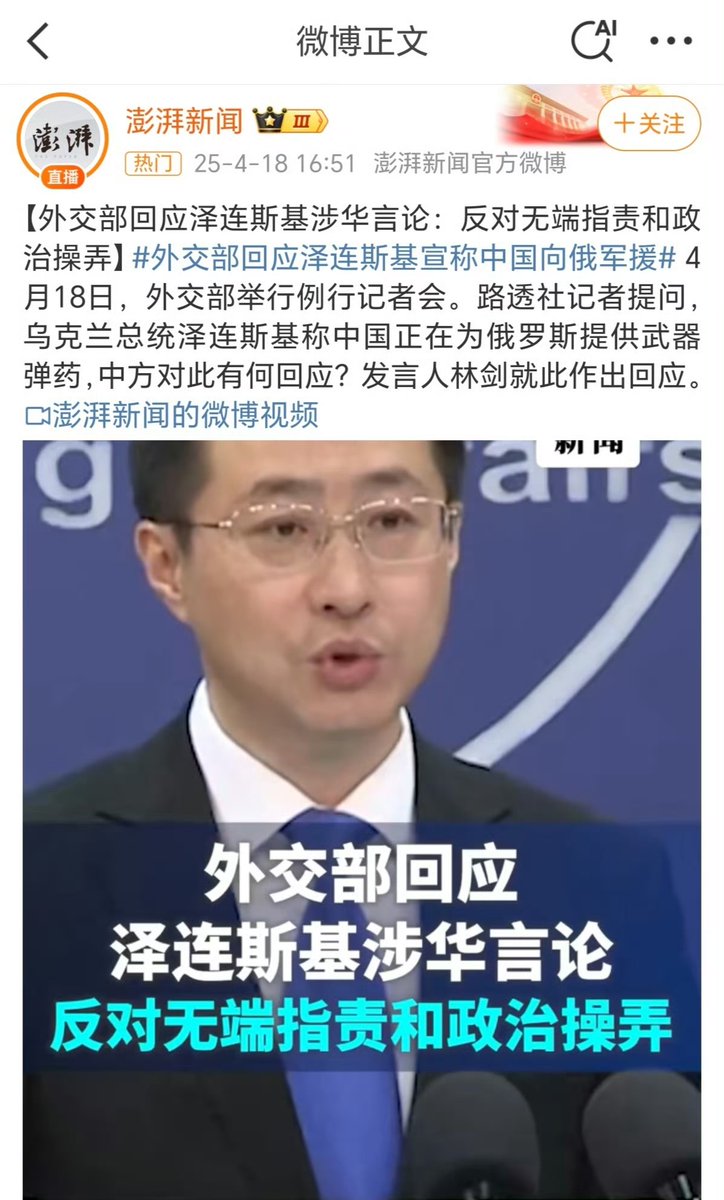 微博正文
AI
澎湃新闻
III
+关注
澎湃
直播
热门
25-4-18 16:51 澎湃新闻官方微博
【外交部回应泽连斯基涉华言论：反对无端指责和政
治操弄】#外交部回应泽连斯基宣称中国向俄军援# 4
月18日，外交部举行例行记者会。路透社记者提问，
乌克兰总统泽连斯基称中国正在为俄罗斯提供武器
弹药,中方对此有何回应？发言人林剑就此作出回应。
澎湃新闻的微博视频
新闻
g
airs
外交部回应
泽连斯基涉华言论
反对无端指责和政治操弄